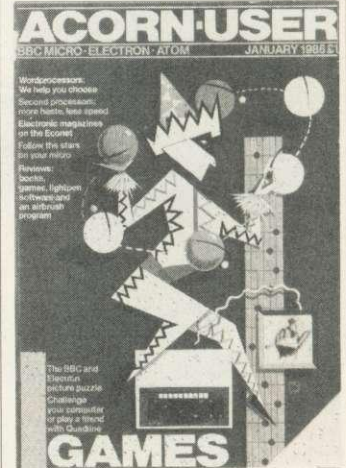 ACORN·USER
BBC MICRO·ELECTRON·ATOM JANUARY 1985 £1
Wordprocessors:
We help you choose
Second processors:
more haste, less speed
Electronic magazines
on the Econet
Follow the stars
on your micro
Reviews:
books,
games, lightpen
software and
an airbrush
program
The BBC and
Electron
picture puzzle
Challenge
your computer
or play a friend
with Quadline
GAMES